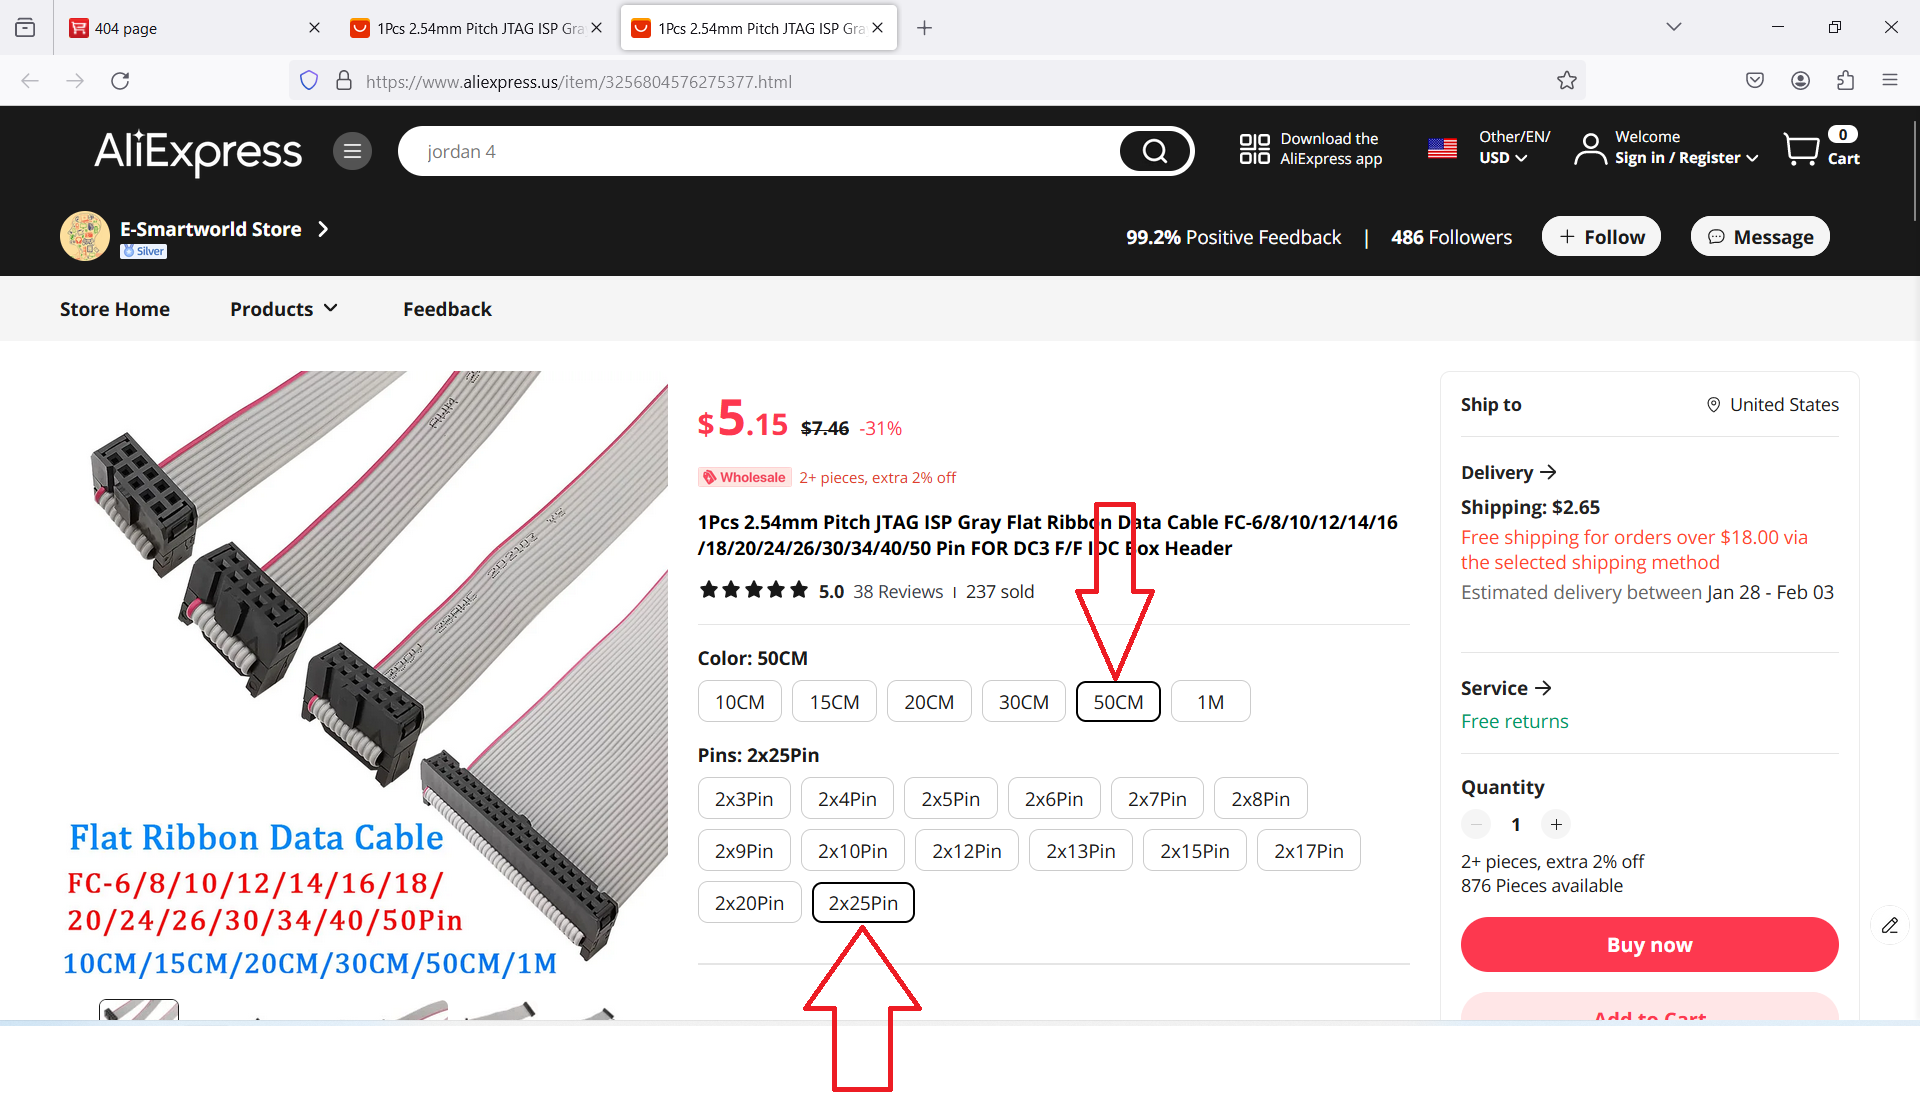 404 page
1Pcs 2.54mm Pitch JTAG ISP Gra
1Pcs 2.54mm Pitch JTAG ISP Gra
https://www.aliexpress.us/item/3256804576275377.html
AliExpress
jordan 4
Download the
AliExpress app
Other/EN/
USD
Welcome
Sign in / Register
0
Cart
E-Smartworld Store
Silver
99.2% Positive Feedback | 486 Followers
+ Follow
Message
Store Home
Products
Feedback
$5.15 $7.46 -31%
Wholesale 2+ pieces, extra 2% off
1Pcs 2.54mm Pitch JTAG ISP Gray Flat Ribbon Data Cable FC-6/8/10/12/14/16
/18/20/24/26/30/34/40/50 Pin FOR DC3 F/F IDC Box Header
5.0 38 Reviews | 237 sold
Color: 50CM
10CM 15CM 20CM 30CM 50CM 1M
Pins: 2x25Pin
2x3Pin 2x4Pin 2x5Pin 2x6Pin 2x7Pin 2x8Pin
2x9Pin 2x10Pin 2x12Pin 2x13Pin 2x15Pin 2x17Pin
2x20Pin 2x25Pin
Flat Ribbon Data Cable
FC-6/8/10/12/14/16/18/
20/24/26/30/34/40/50Pin
10CM/15CM/20CM/30CM/50CM/1M
Ship to
United States
Delivery
Shipping: $2.65
Free shipping for orders over $18.00 via
the selected shipping method
Estimated delivery between Jan 28 - Feb 03
Service
Free returns
Quantity
1
2+ pieces, extra 2% off
876 Pieces available
Buy now
Add to Cart